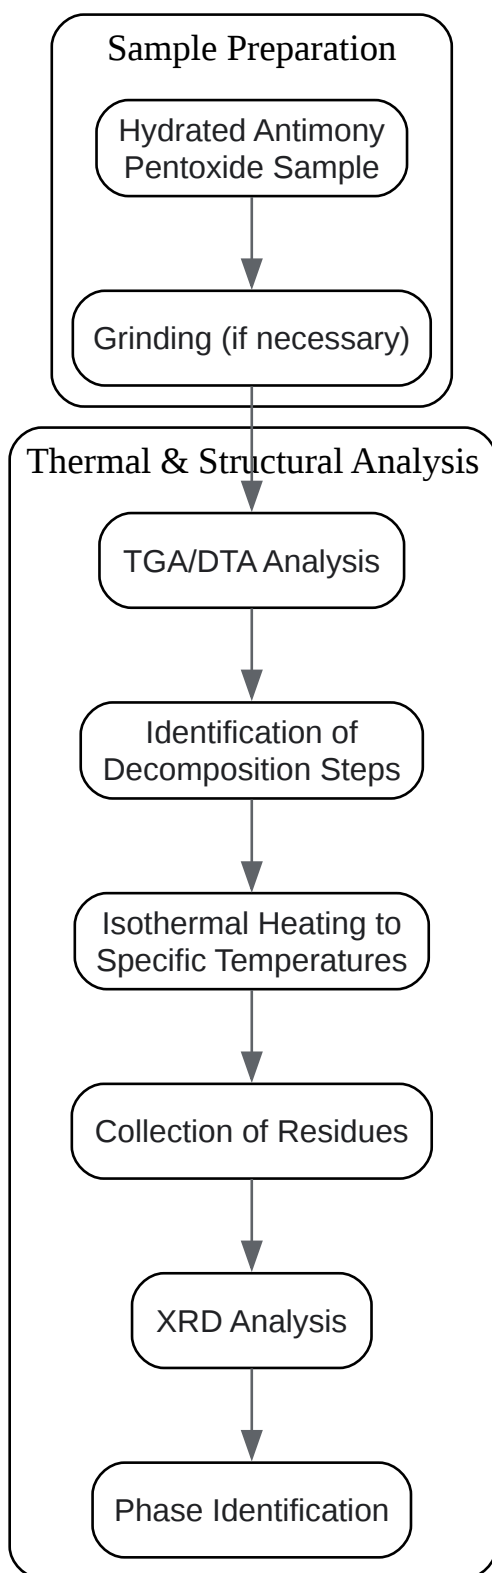 Sample Preparation
Hydrated Antimony
Pentoxide Sample
Grinding (if necessary)
Thermal & Structural Analysis
TGA/DTA Analysis
Identification of
Decomposition Steps
Isothermal Heating to
Specific Temperatures
Collection of Residues
XRD Analysis
Phase Identification